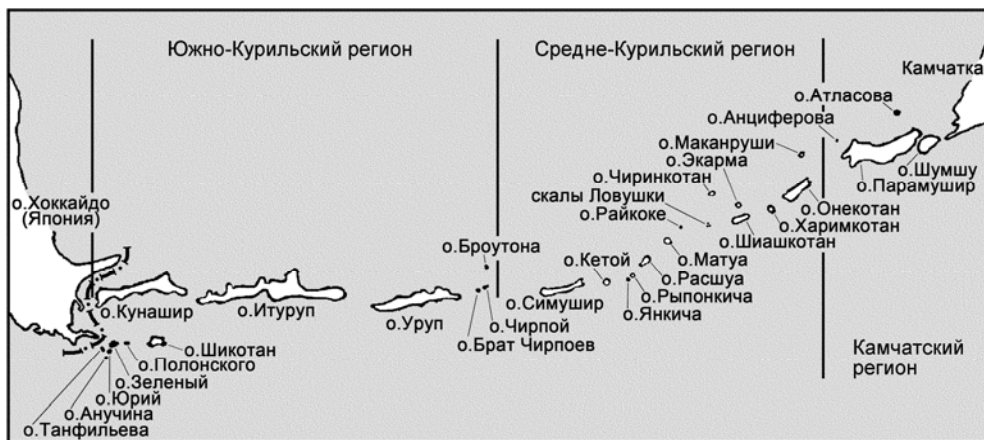 Южно-Курильский регион
Средне-Курильский регион
Камчатка
о.Атласова
о.Анциферова
о.Маканруши
о.Экарма
о.Шумшу
о.Чиринкотан
о.Парамушир
о.Хоккайдо
(Япония)
скалы Ловушки
о.Онекотан
о.Райкоке
о.Харимкотан
о.Шиашкотан
о.Броутона
о.Кетой
о.Матуа
о.Расшуа
о.Кунашир
о.Итуруп
о.Симушир
о.Рыпонкича
о.Уруп
о.Янкича
о.Чирпой
о.Брат Чирпоев
о.Шикотан
Камчатский
регион
о.Полонского
о.Зеленый
о.Юрий
о.Анучина
о.Танфильева